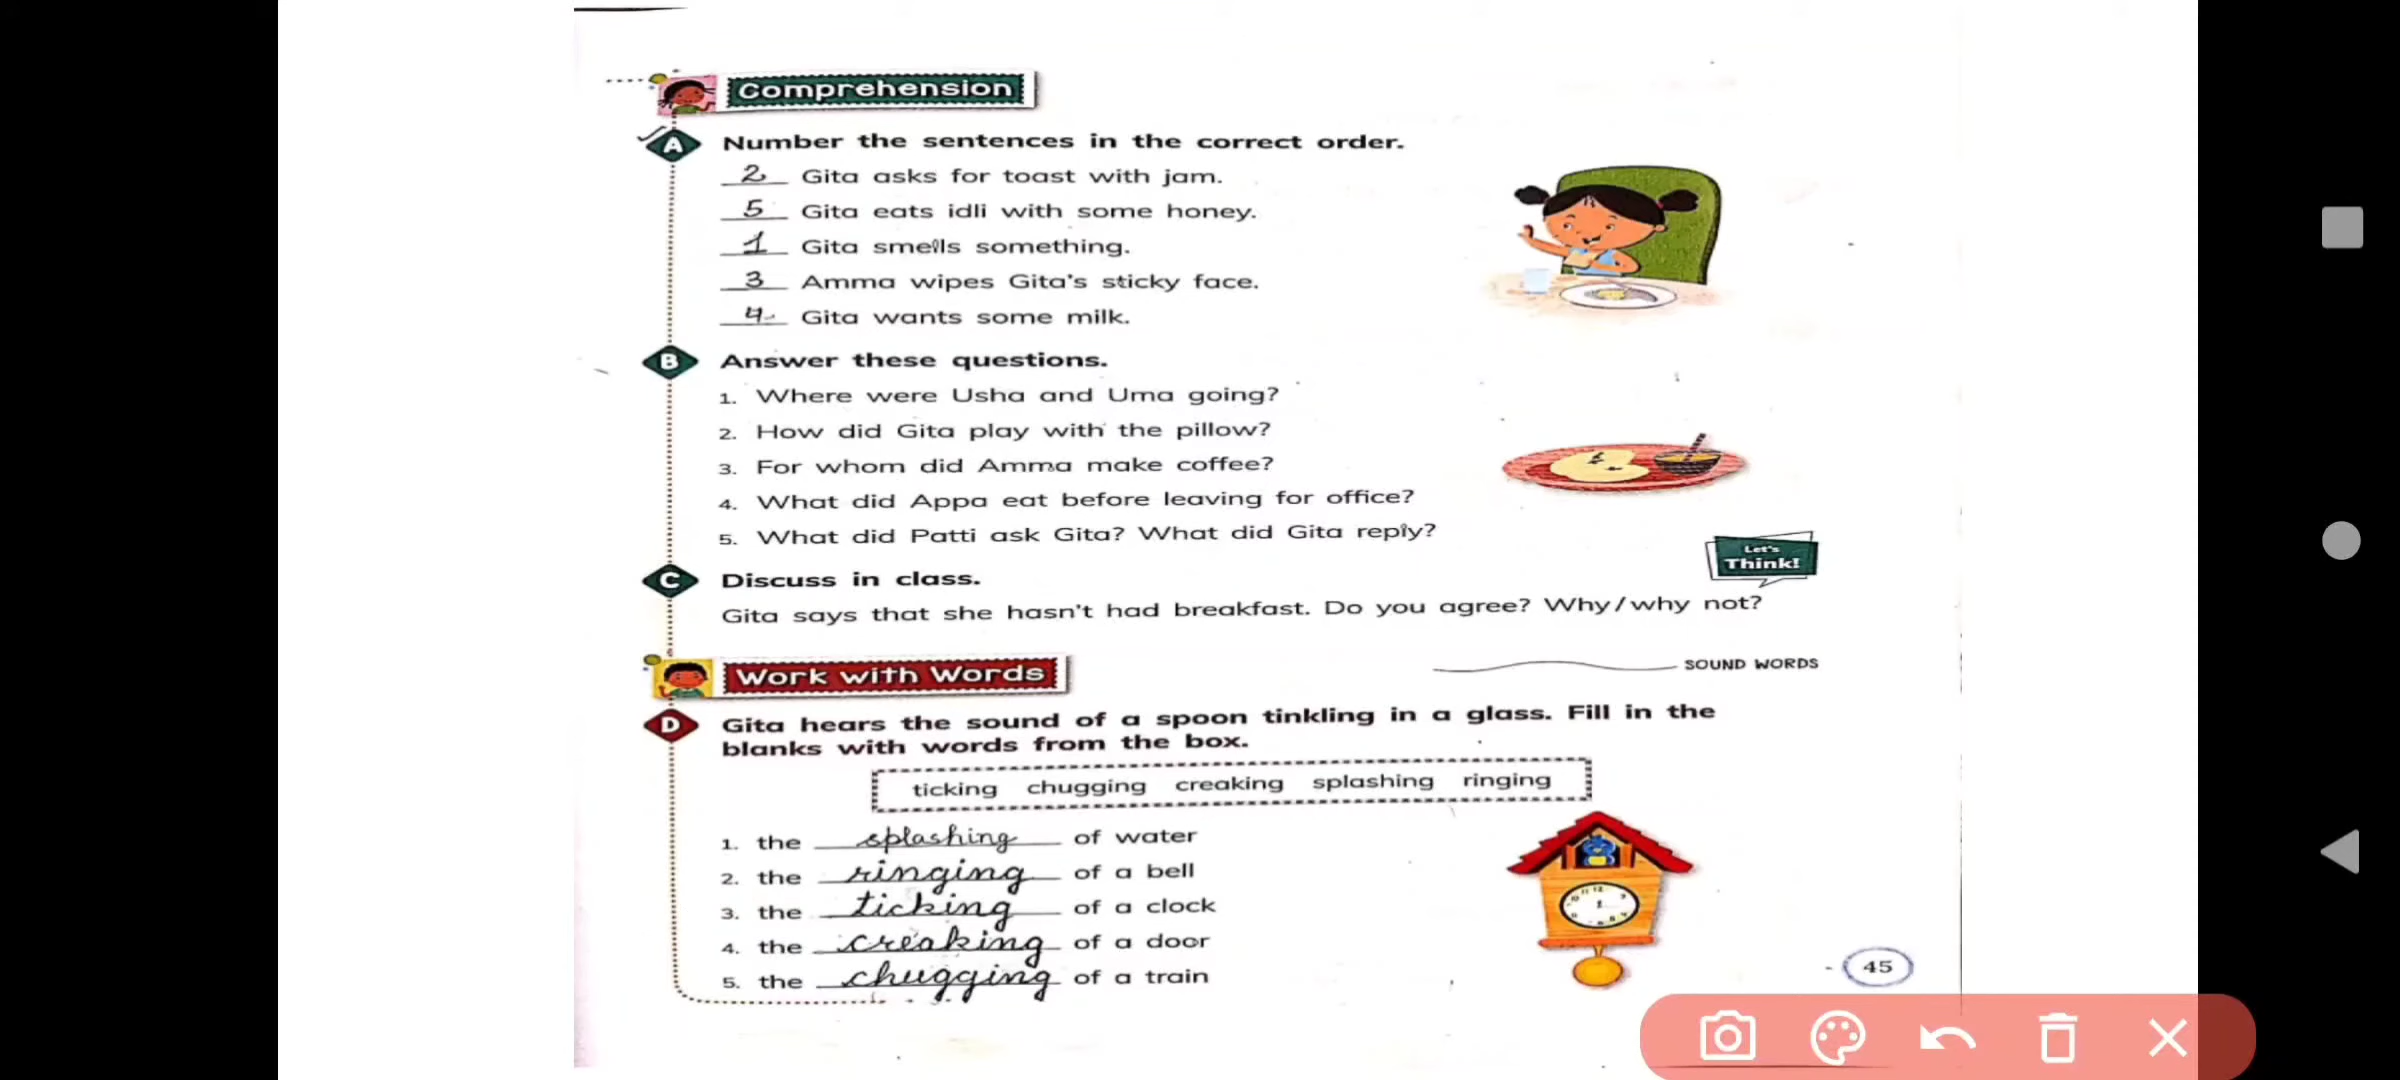 Comprehension
A Number the sentences in the correct order.
2 Gita asks for toast with jam.
5 Gita eats idli with some honey.
1 Gita smells something.
3 Amma wipes Gita's sticky face.
4 Gita wants some milk.
B Answer these questions.
1. Where were Usha and Uma going?
2. How did Gita play with the pillow?
3. For whom did Amma make coffee?
4. What did Appa eat before leaving for office?
5. What did Patti ask Gita? What did Gita reply?
Let's
Think!
C Discuss in class.
Gita says that she hasn't had breakfast. Do you agree? Why/why not?
Work with Words
SOUND WORDS
D Gita hears the sound of a spoon tinkling in a glass. Fill in the
blanks with words from the box.
ticking chugging creaking splashing ringing
1. the splashing of water
2. the ringing of a bell
3. the ticking of a clock
4. the creaking of a door
5. the chugging of a train
45